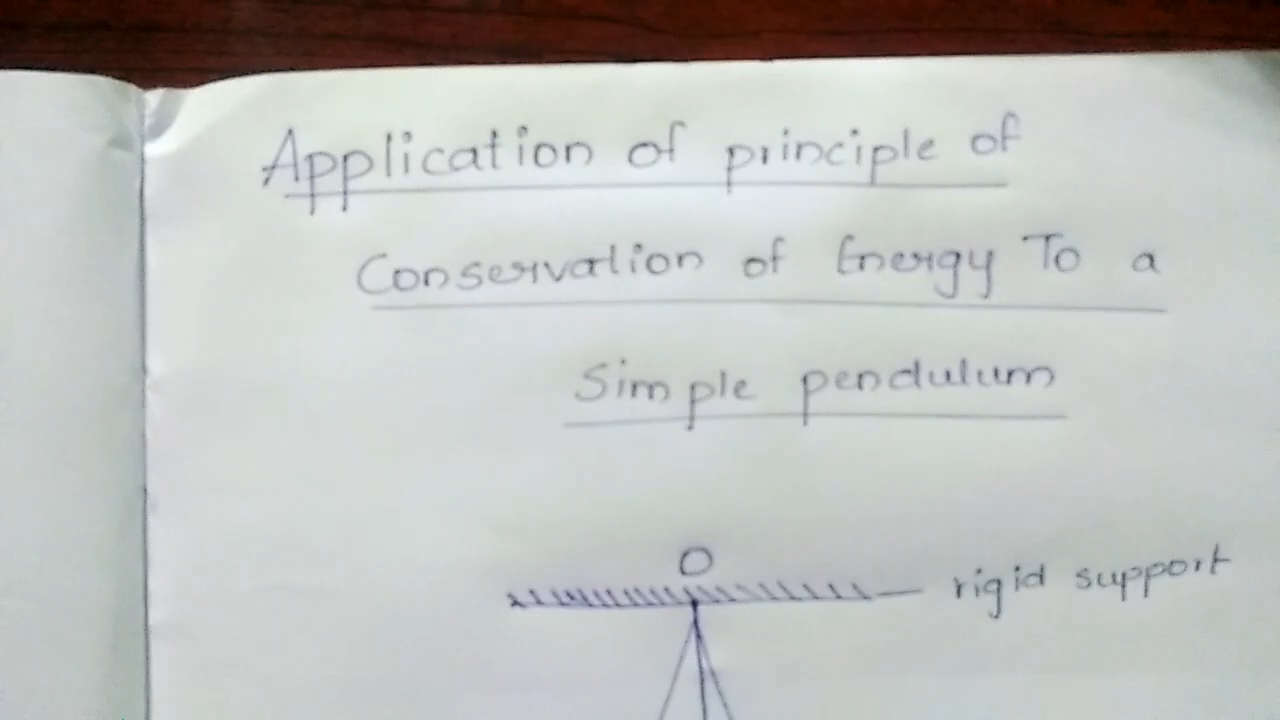 Application of principle of
Conservation of Energy To a
Simple pendulum
O
rigid support